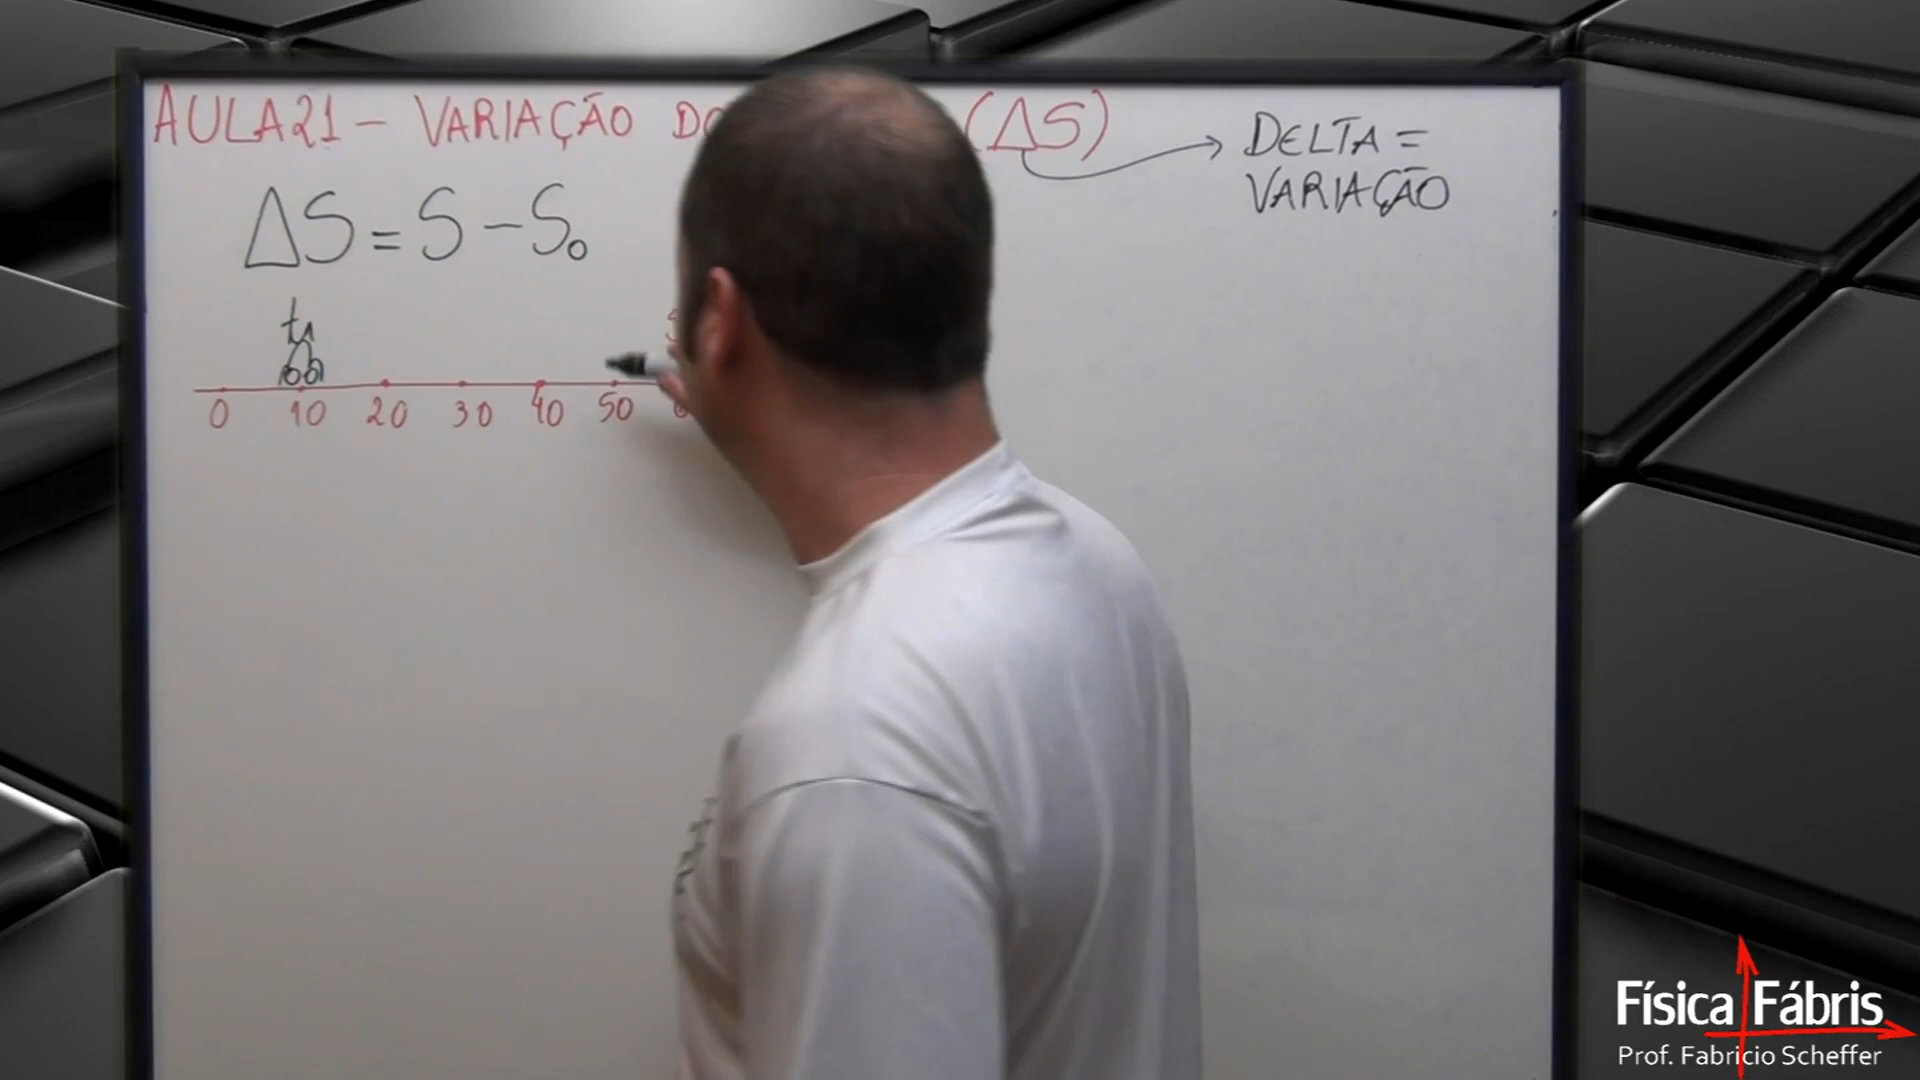 AULA 21 - VARIAÇÃO (ΔS)
DELTA =
VARIAÇÃO
ΔS = S - S₀
t₁
0 10 20 30 40 50
Física Fábris
Prof. Fabricio Scheffer